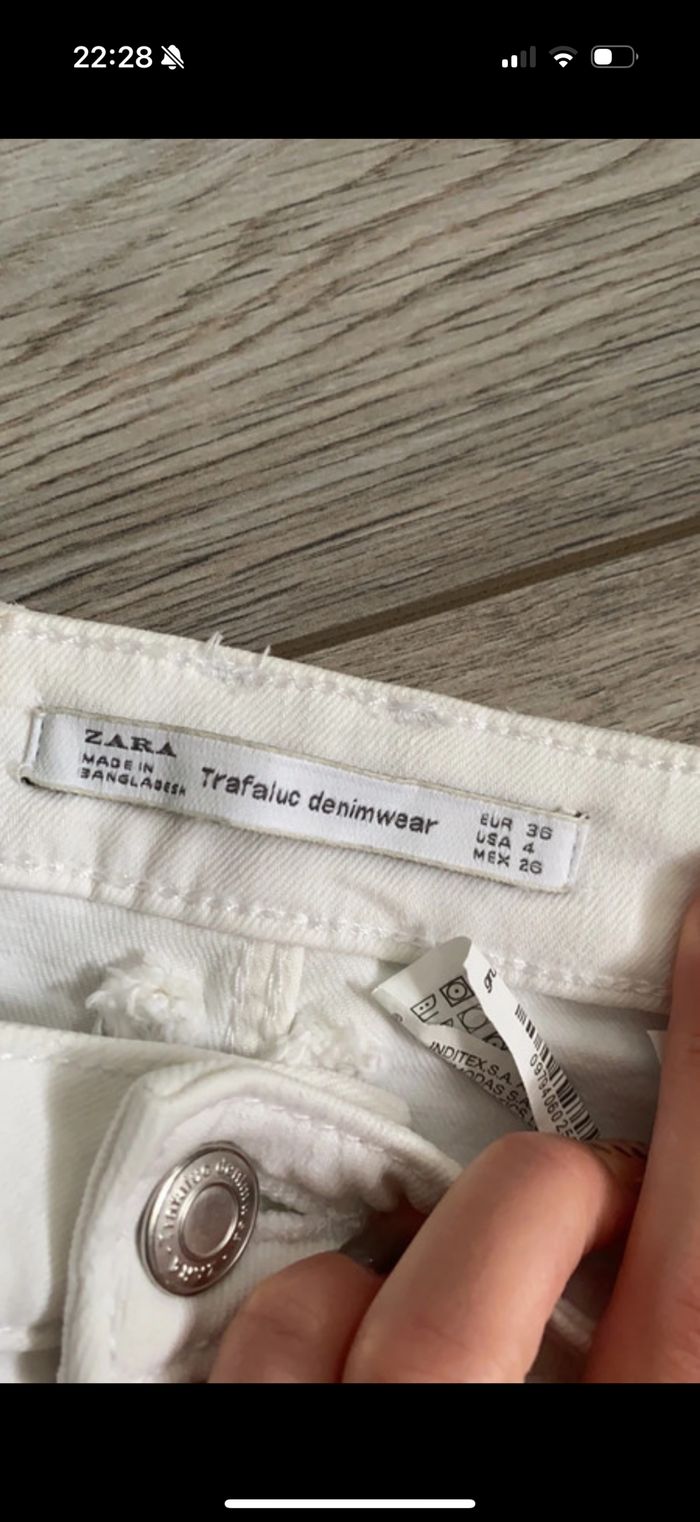 22:28
ZARA
MADE IN
BANGLADESH
Trafaluc denimwear
EUR 36
USA 4
MEX 26
INDITEX,S.A.